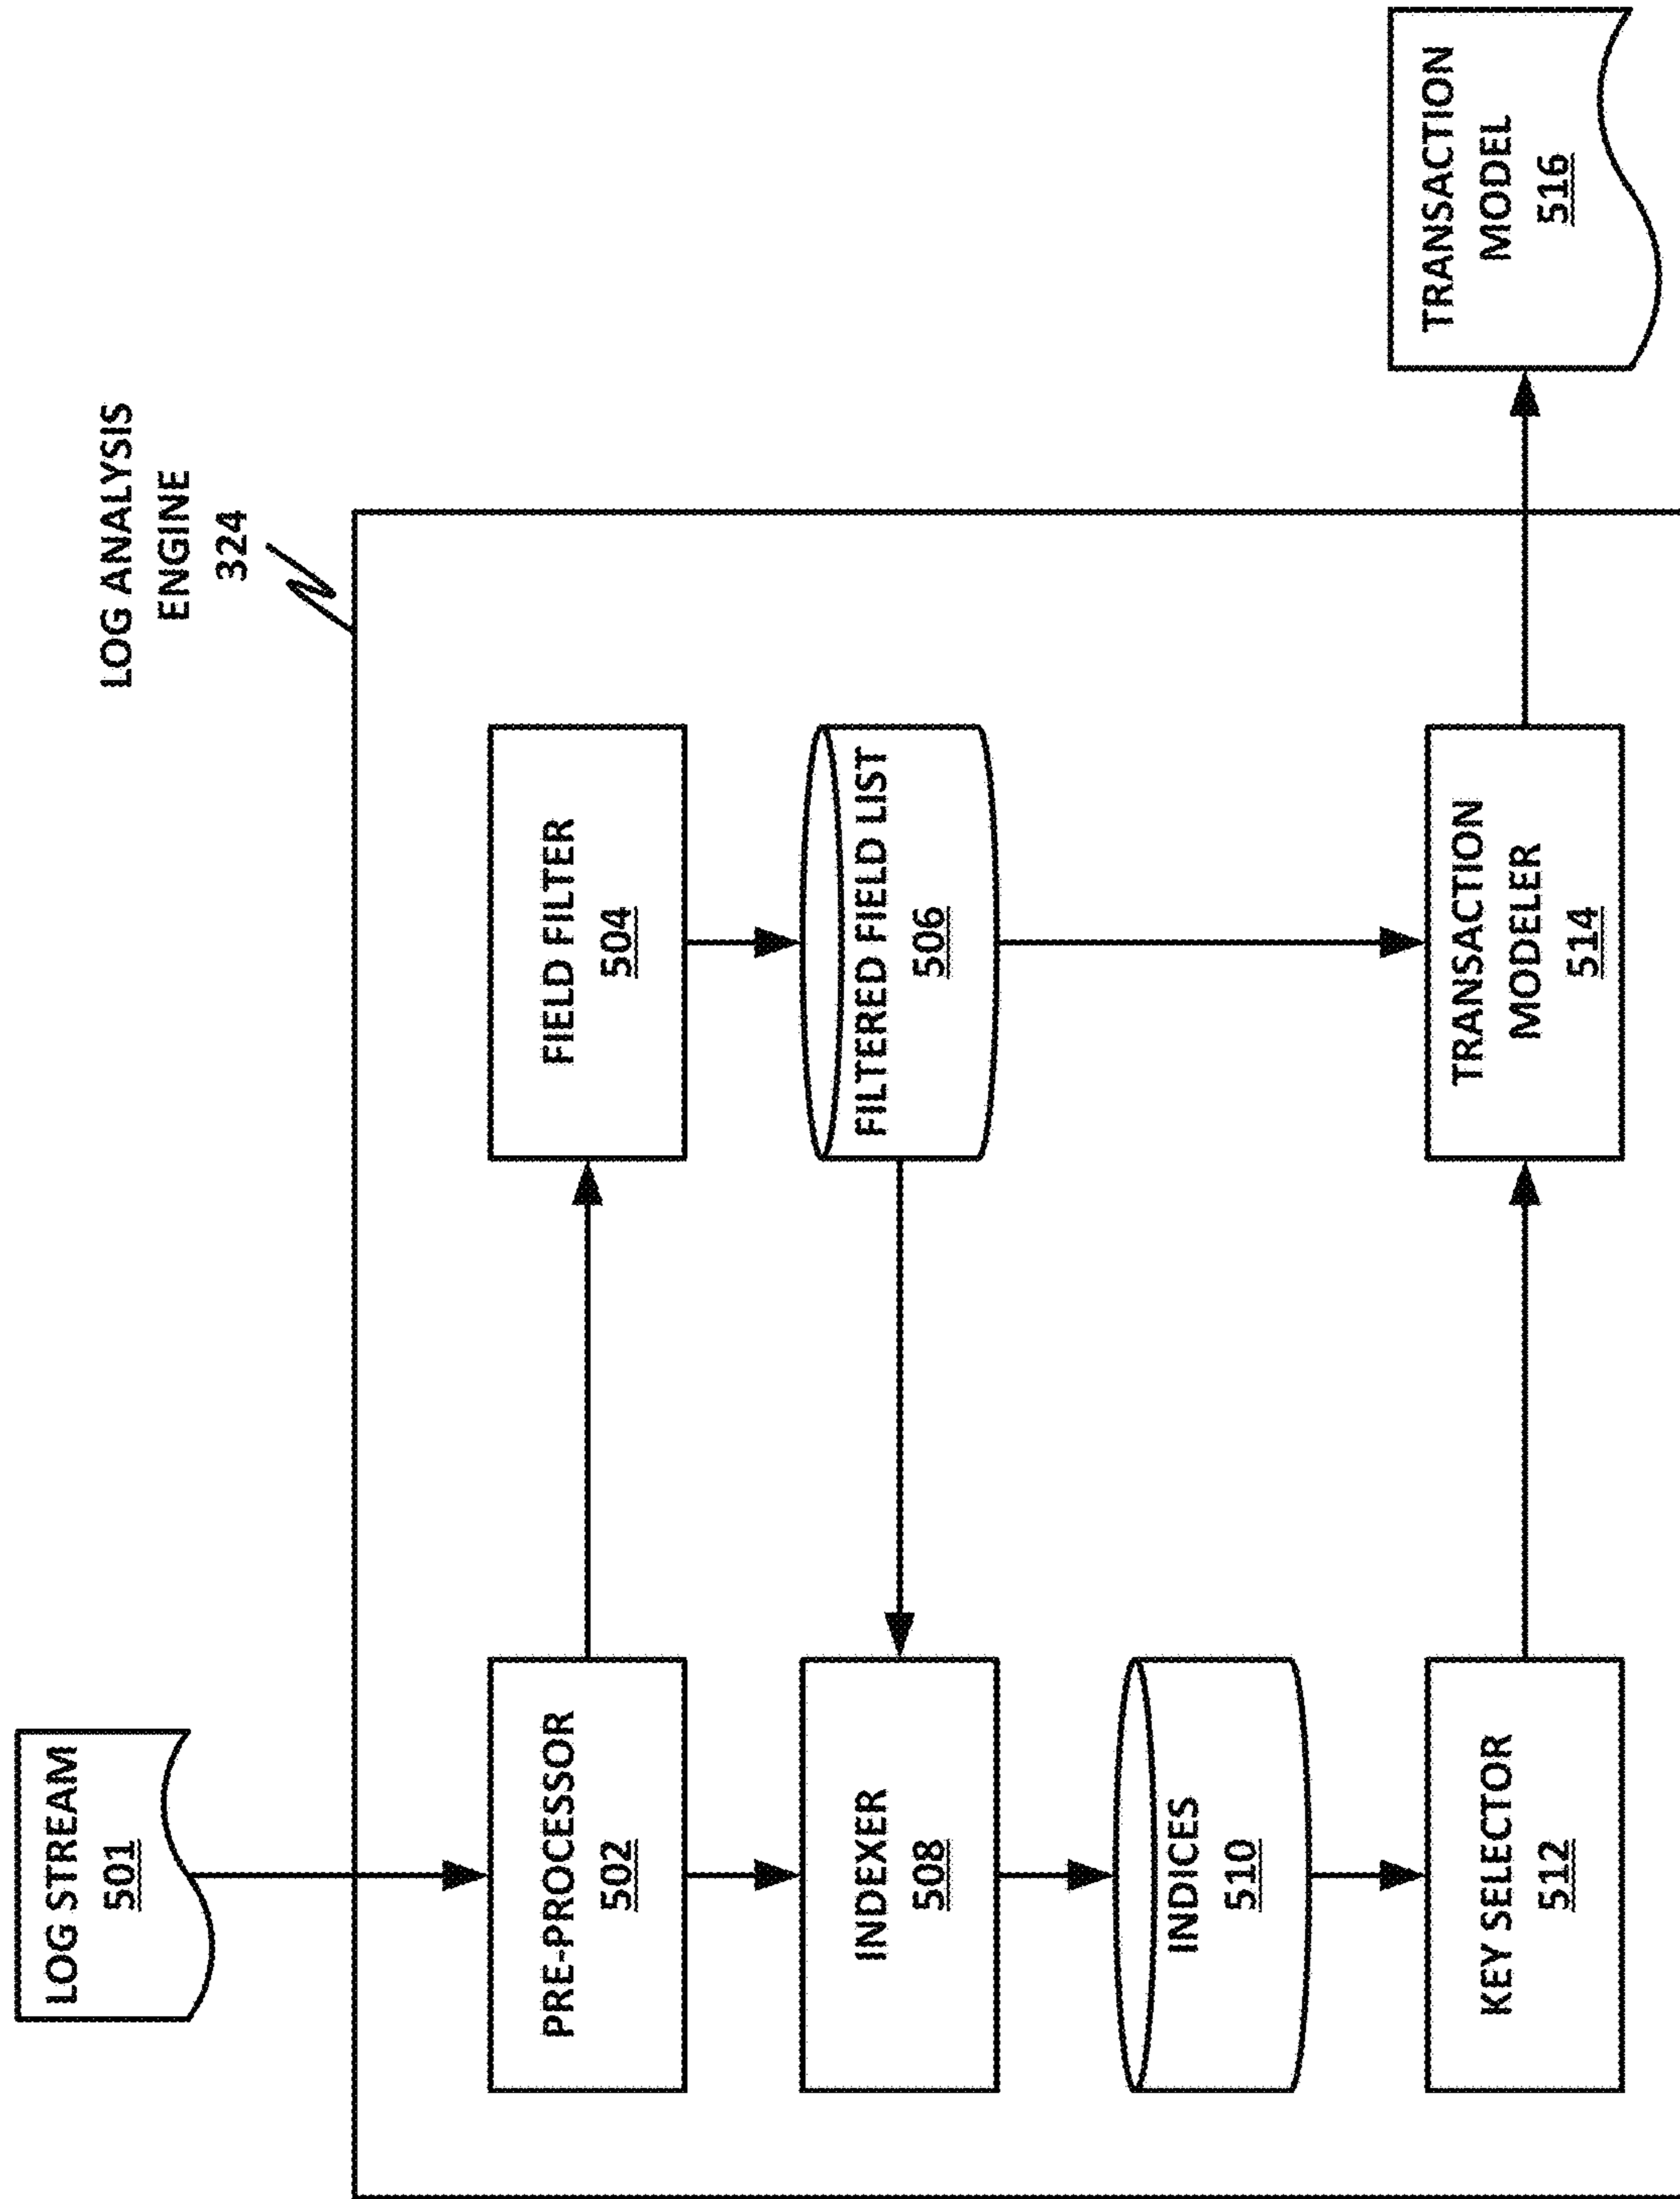 LOG STREAM
501
LOG ANALYSIS
ENGINE
324
PRE-PROCESSOR
502
FIELD FILTER
504
INDEXER
508
FILTERED FIELD LIST
506
INDICES
510
KEY SELECTOR
512
TRANSACTION
MODELER
514
TRANSACTION
MODEL
516